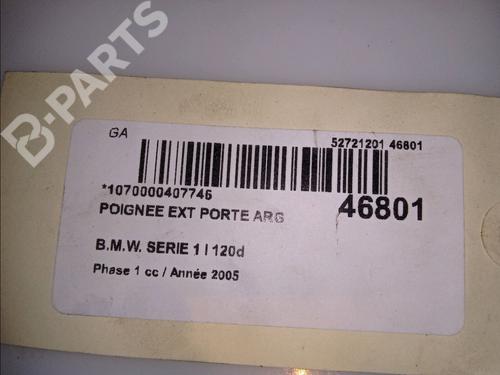 B-PARTS
GA
52721201 46801
*1070000407746
POIGNEE EXT PORTE ARG
46801
B.M.W. SERIE 1 I 120d
Phase 1 cc / Année 2005